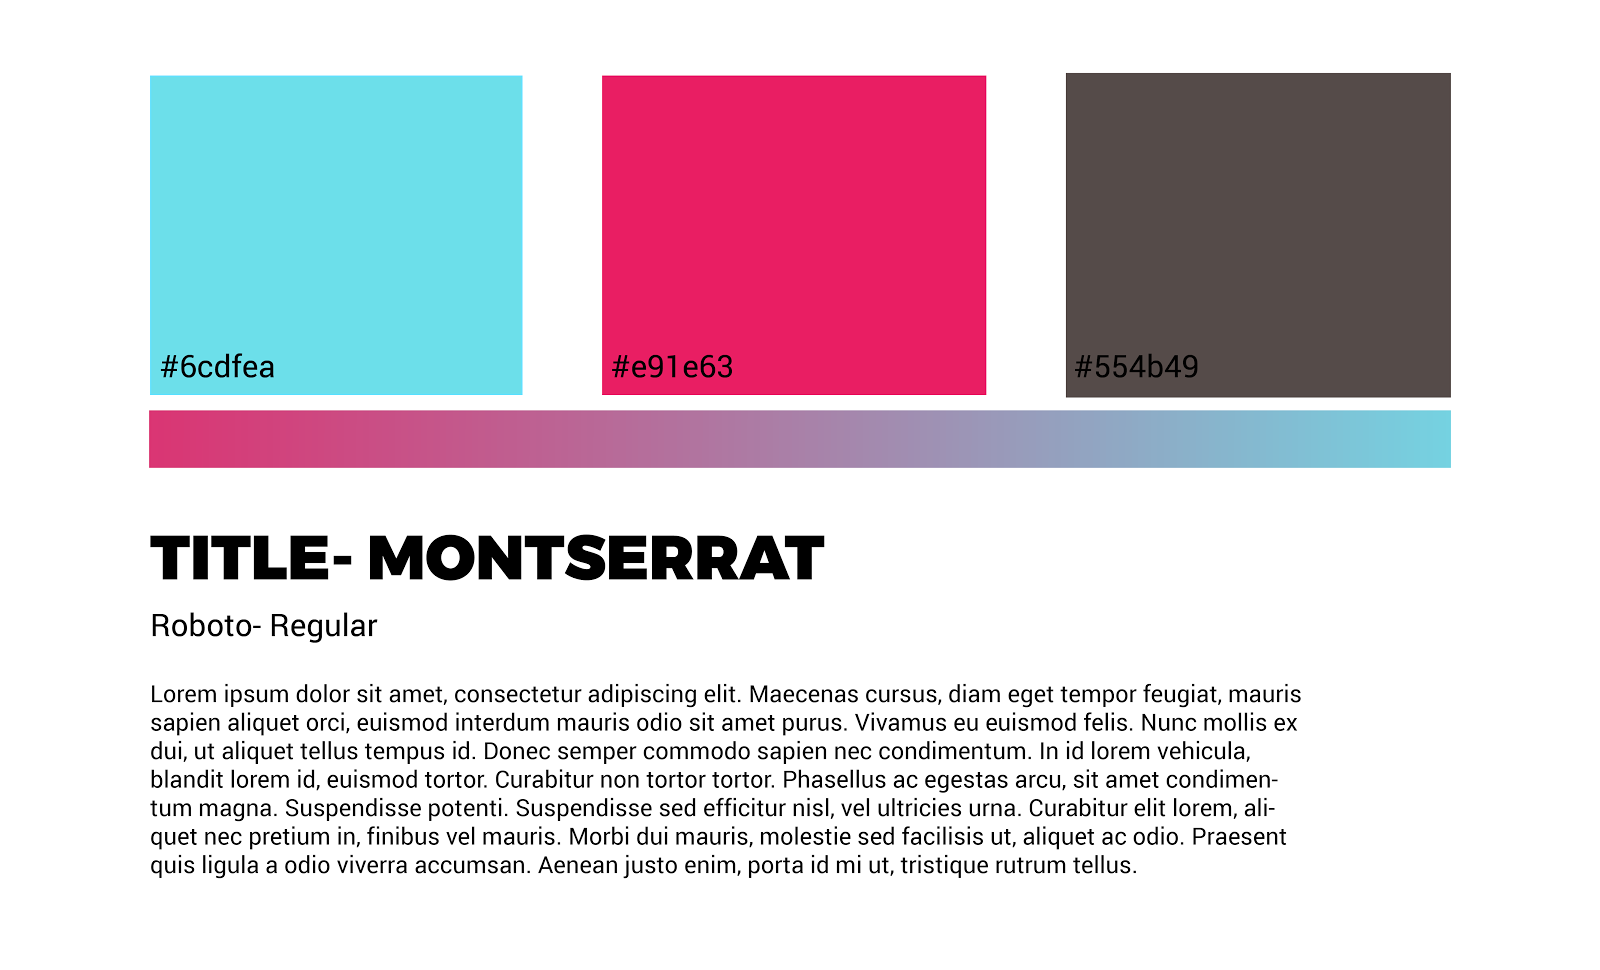 #6cdfea
#e91e63
#554b49
TITLE- MONTSERRAT
Roboto- Regular
Lorem ipsum dolor sit amet, consectetur adipiscing elit. Maecenas cursus, diam eget tempor feugiat, mauris
sapien aliquet orci, euismod interdum mauris odio sit amet purus. Vivamus eu euismod felis. Nunc mollis ex
dui, ut aliquet tellus tempus id. Donec semper commodo sapien nec condimentum. In id lorem vehicula,
blandit lorem id, euismod tortor. Curabitur non tortor tortor. Phasellus ac egestas arcu, sit amet condimen-
tum magna. Suspendisse potenti. Suspendisse sed efficitur nisl, vel ultricies urna. Curabitur elit lorem, ali-
quet nec pretium in, finibus vel mauris. Morbi dui mauris, molestie sed facilisis ut, aliquet ac odio. Praesent
quis ligula a odio viverra accumsan. Aenean justo enim, porta id mi ut, tristique rutrum tellus.